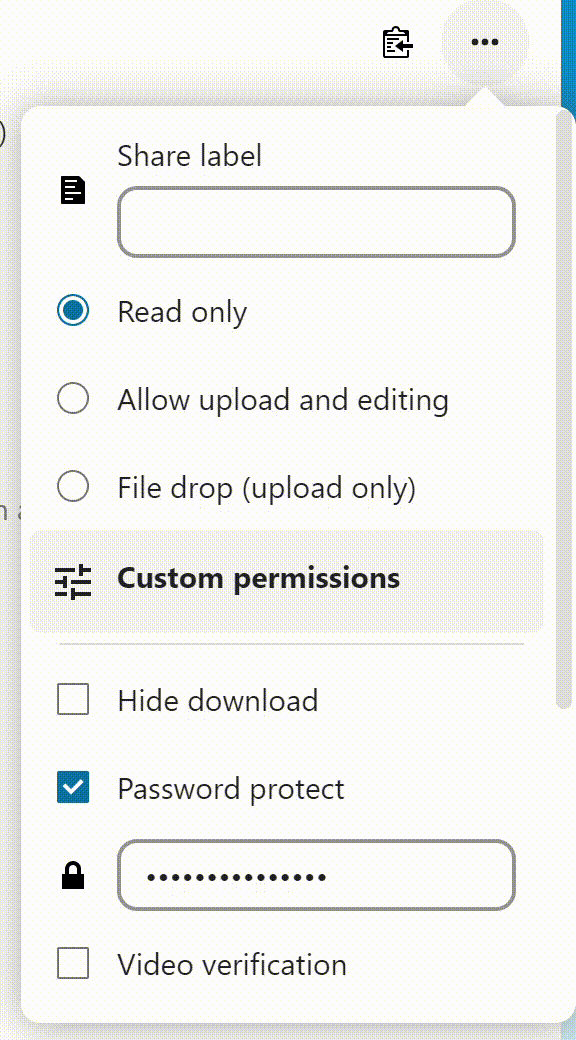 )
Share label
Read only
Allow upload and editing
File drop (upload only)
Custom permissions
Hide download
Password protect
•••••••••••••••
Video verification